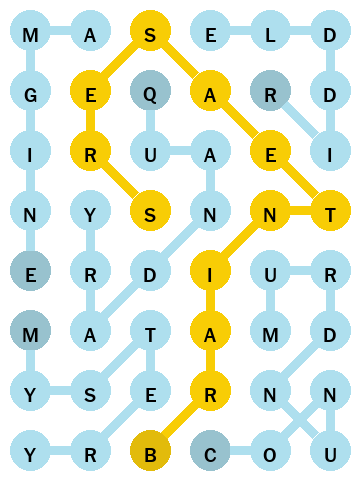 M A S E L D
G E Q A R D
I R U A E I
N Y S N N T
E R D I U R
M A T A M D
Y S E R N N
Y R B C O U